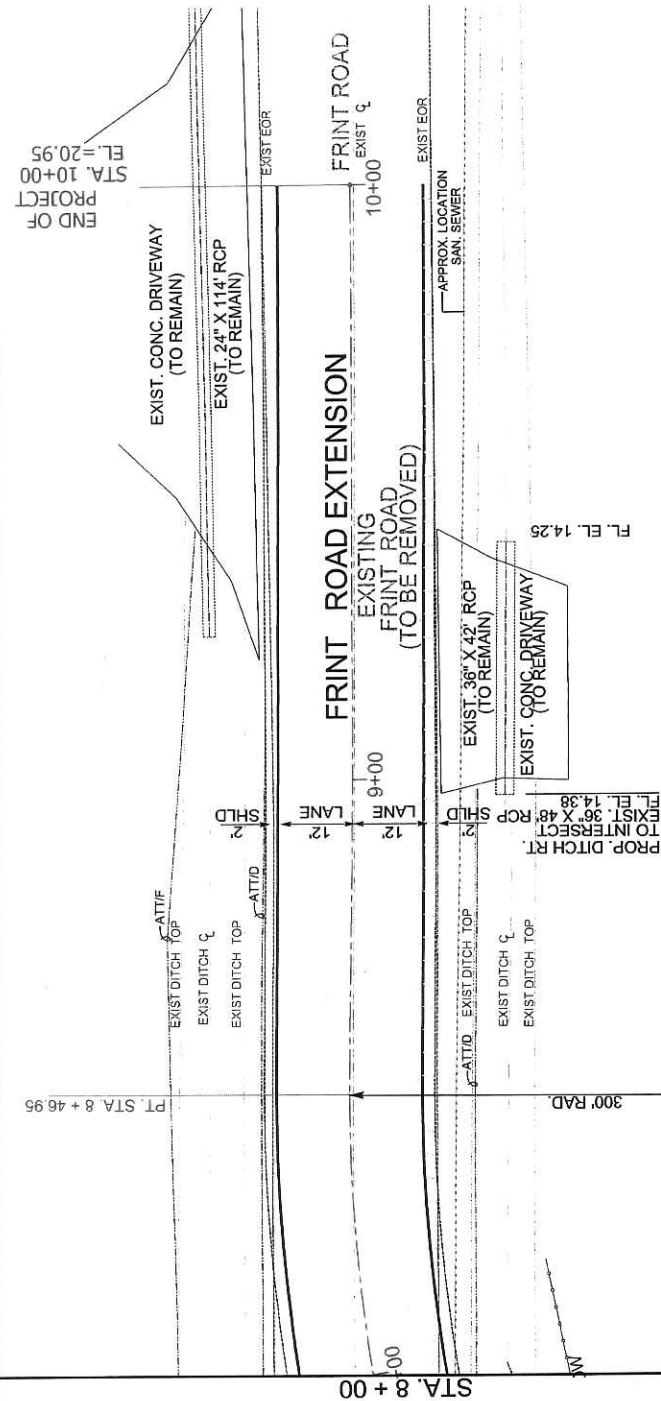 END OF
PROJECT
STA. 10+00
EL.=20.95
EXIST. CONC. DRIVEWAY
(TO REMAIN)
EXIST. 24" X 114' RCP
(TO REMAIN)
EXIST EOR
FRINT ROAD
EXIST ℄
10+00
EXIST EOR
APPROX. LOCATION
SAN. SEWER
FRINT ROAD EXTENSION
EXISTING
FRINT ROAD
(TO BE REMOVED)
9+00
EXIST. 36" X 42' RCP
(TO REMAIN)
EXIST. CONC. DRIVEWAY
(TO REMAIN)
FL. EL. 14.25
2'
SHLD
12'
LANE
12'
LANE
2'
SHLD
PROP. DITCH RT.
TO INTERSECT
EXIST. 36" X 48' RCP
FL. EL. 14.38
ATT/F
EXIST DITCH TOP
EXIST DITCH ℄
EXIST DITCH TOP
ATT/D
ATT/D
EXIST DITCH TOP
EXIST DITCH ℄
EXIST DITCH TOP
PT. STA. 8 + 46.95
300' RAD.
STA. 8 + 00